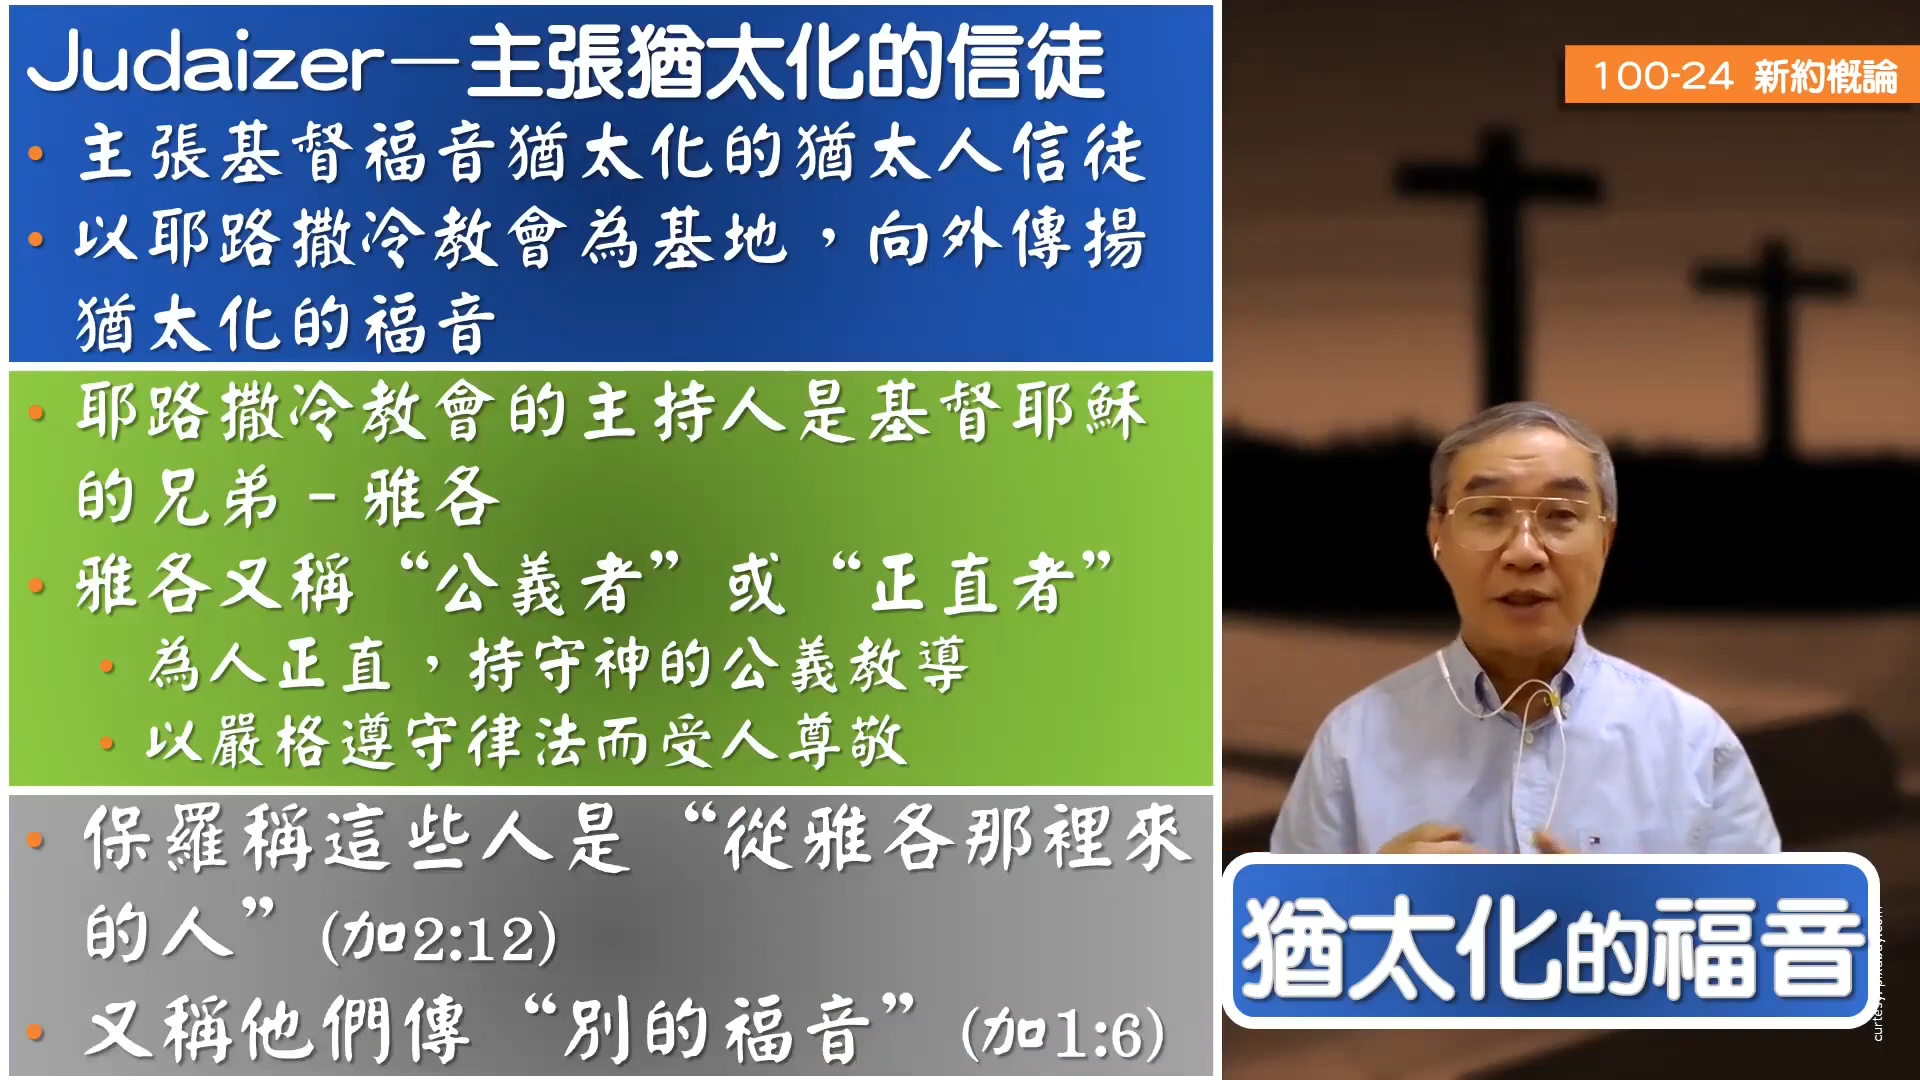 Judaizer—主張猶太化的信徒
• 主張基督福音猶太化的猶太人信徒
• 以耶路撒冷教會為基地，向外傳揚
猶太化的福音
• 耶路撒冷教會的主持人是基督耶穌
的兄弟－雅各
• 雅各又稱“公義者”或“正直者”
• 為人正直，持守神的公義教導
• 以嚴格遵守律法而受人尊敬
• 保羅稱這些人是“從雅各那裡來
的人”(加2:12)
• 又稱他們傳“別的福音”(加1:6)
100-24 新約概論
猶太化的福音